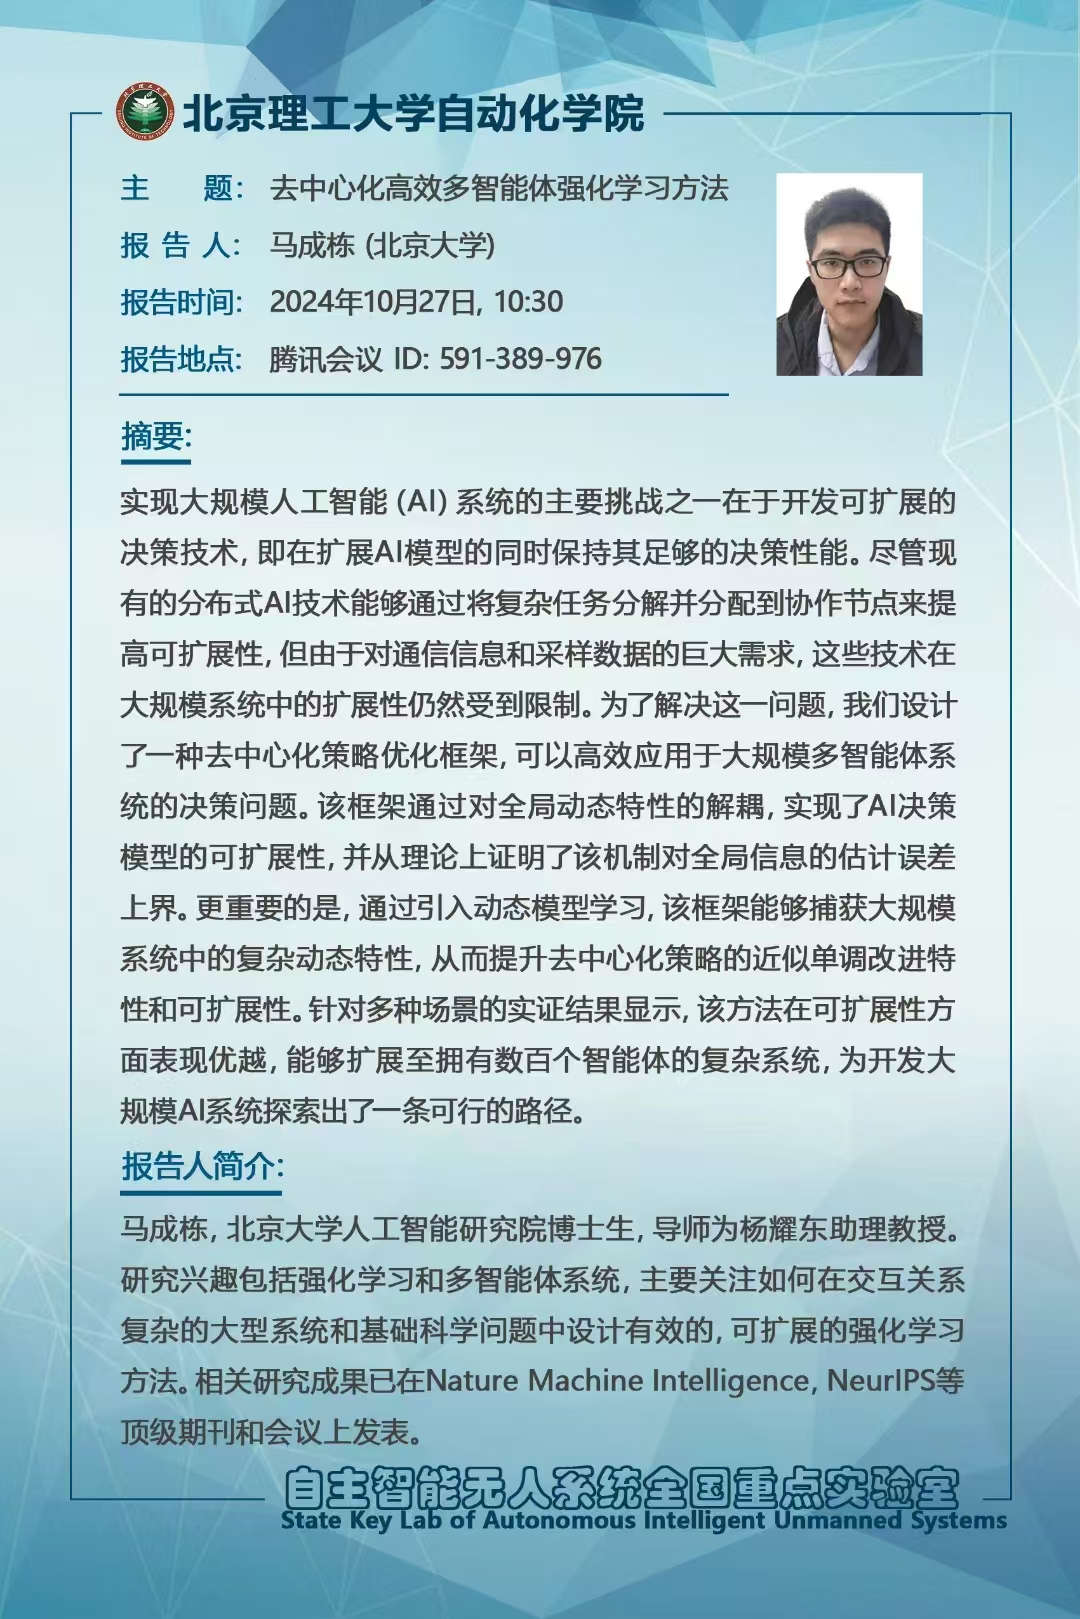 北京理工大学自动化学院
主 题: 去中心化高效多智能体强化学习方法
报 告 人: 马成栋 (北京大学)
报告时间: 2024年10月27日, 10:30
报告地点: 腾讯会议 ID: 591-389-976
摘要:
实现大规模人工智能 (AI) 系统的主要挑战之一在于开发可扩展的
决策技术, 即在扩展AI模型的同时保持其足够的决策性能。尽管现
有的分布式AI技术能够通过将复杂任务分解并分配到协作节点来提
高可扩展性, 但由于对通信信息和采样数据的巨大需求, 这些技术在
大规模系统中的扩展性仍然受到限制。为了解决这一问题, 我们设计
了一种去中心化策略优化框架, 可以高效应用于大规模多智能体系
统的决策问题。该框架通过对全局动态特性的解耦, 实现了AI决策
模型的可扩展性, 并从理论上证明了该机制对全局信息的估计误差
上界。更重要的是, 通过引入动态模型学习, 该框架能够捕获大规模
系统中的复杂动态特性, 从而提升去中心化策略的近似单调改进特
性和可扩展性。针对多种场景的实证结果显示, 该方法在可扩展性方
面表现优越, 能够扩展至拥有数百个智能体的复杂系统, 为开发大
规模AI系统探索出了一条可行的路径。
报告人简介:
马成栋, 北京大学人工智能研究院博士生, 导师为杨耀东助理教授。
研究兴趣包括强化学习和多智能体系统, 主要关注如何在交互关系
复杂的大型系统和基础科学问题中设计有效的, 可扩展的强化学习
方法。相关研究成果已在Nature Machine Intelligence, NeurIPS等
顶级期刊和会议上发表。
自主智能无人系统全国重点实验室
State Key Lab of Autonomous Intelligent Unmanned Systems